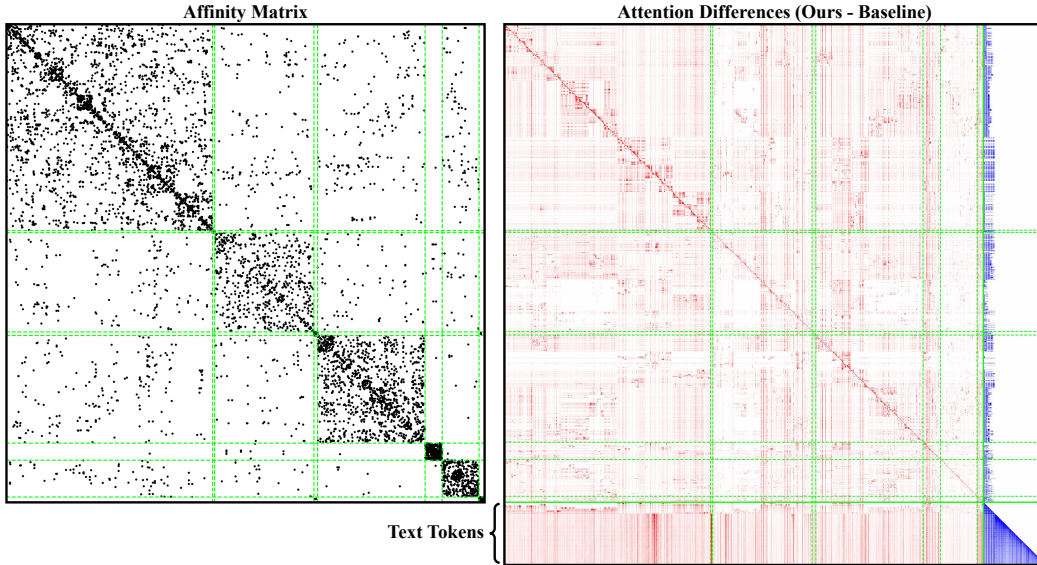 Affinity Matrix
Attention Differences (Ours - Baseline)
Text Tokens